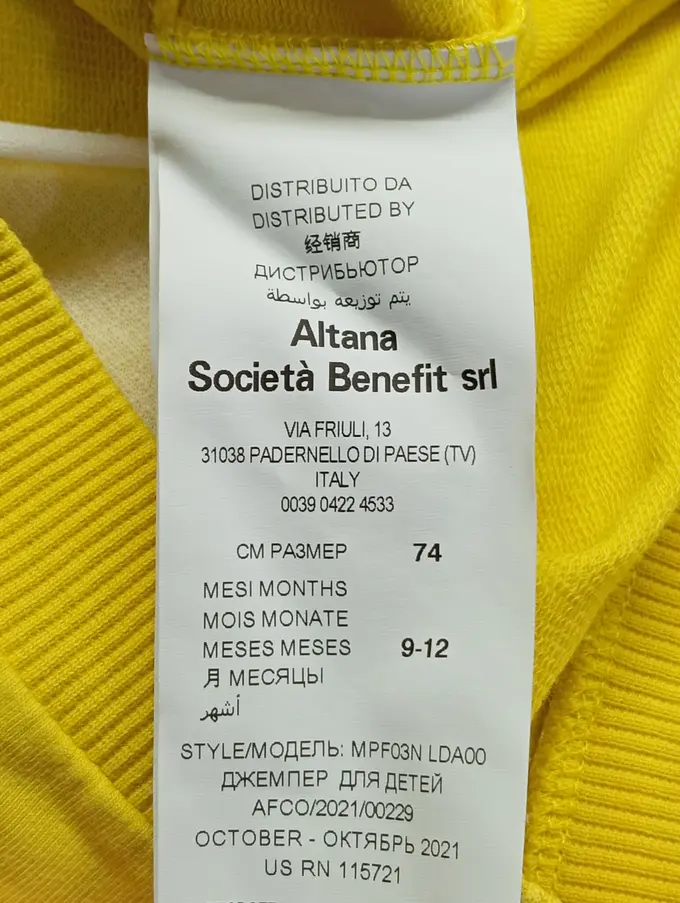 DISTRIBUITO DA
DISTRIBUTED BY
经销商
ДИСТРИБЬЮТОР
يتم توزيعه بواسطة
Altana
Società Benefit srl
VIA FRIULI, 13
31038 PADERNELLO DI PAESE (TV)
ITALY
0039 0422 4533
СМ РАЗМЕР 74
MESI MONTHS
MOIS MONATE
MESES MESES 9-12
月 МЕСЯЦЫ
أشهر
STYLE/МОДЕЛЬ: MPF03N LDA00
ДЖЕМПЕР ДЛЯ ДЕТЕЙ
AFCO/2021/00229
OCTOBER - ОКТЯБРЬ 2021
US RN 115721